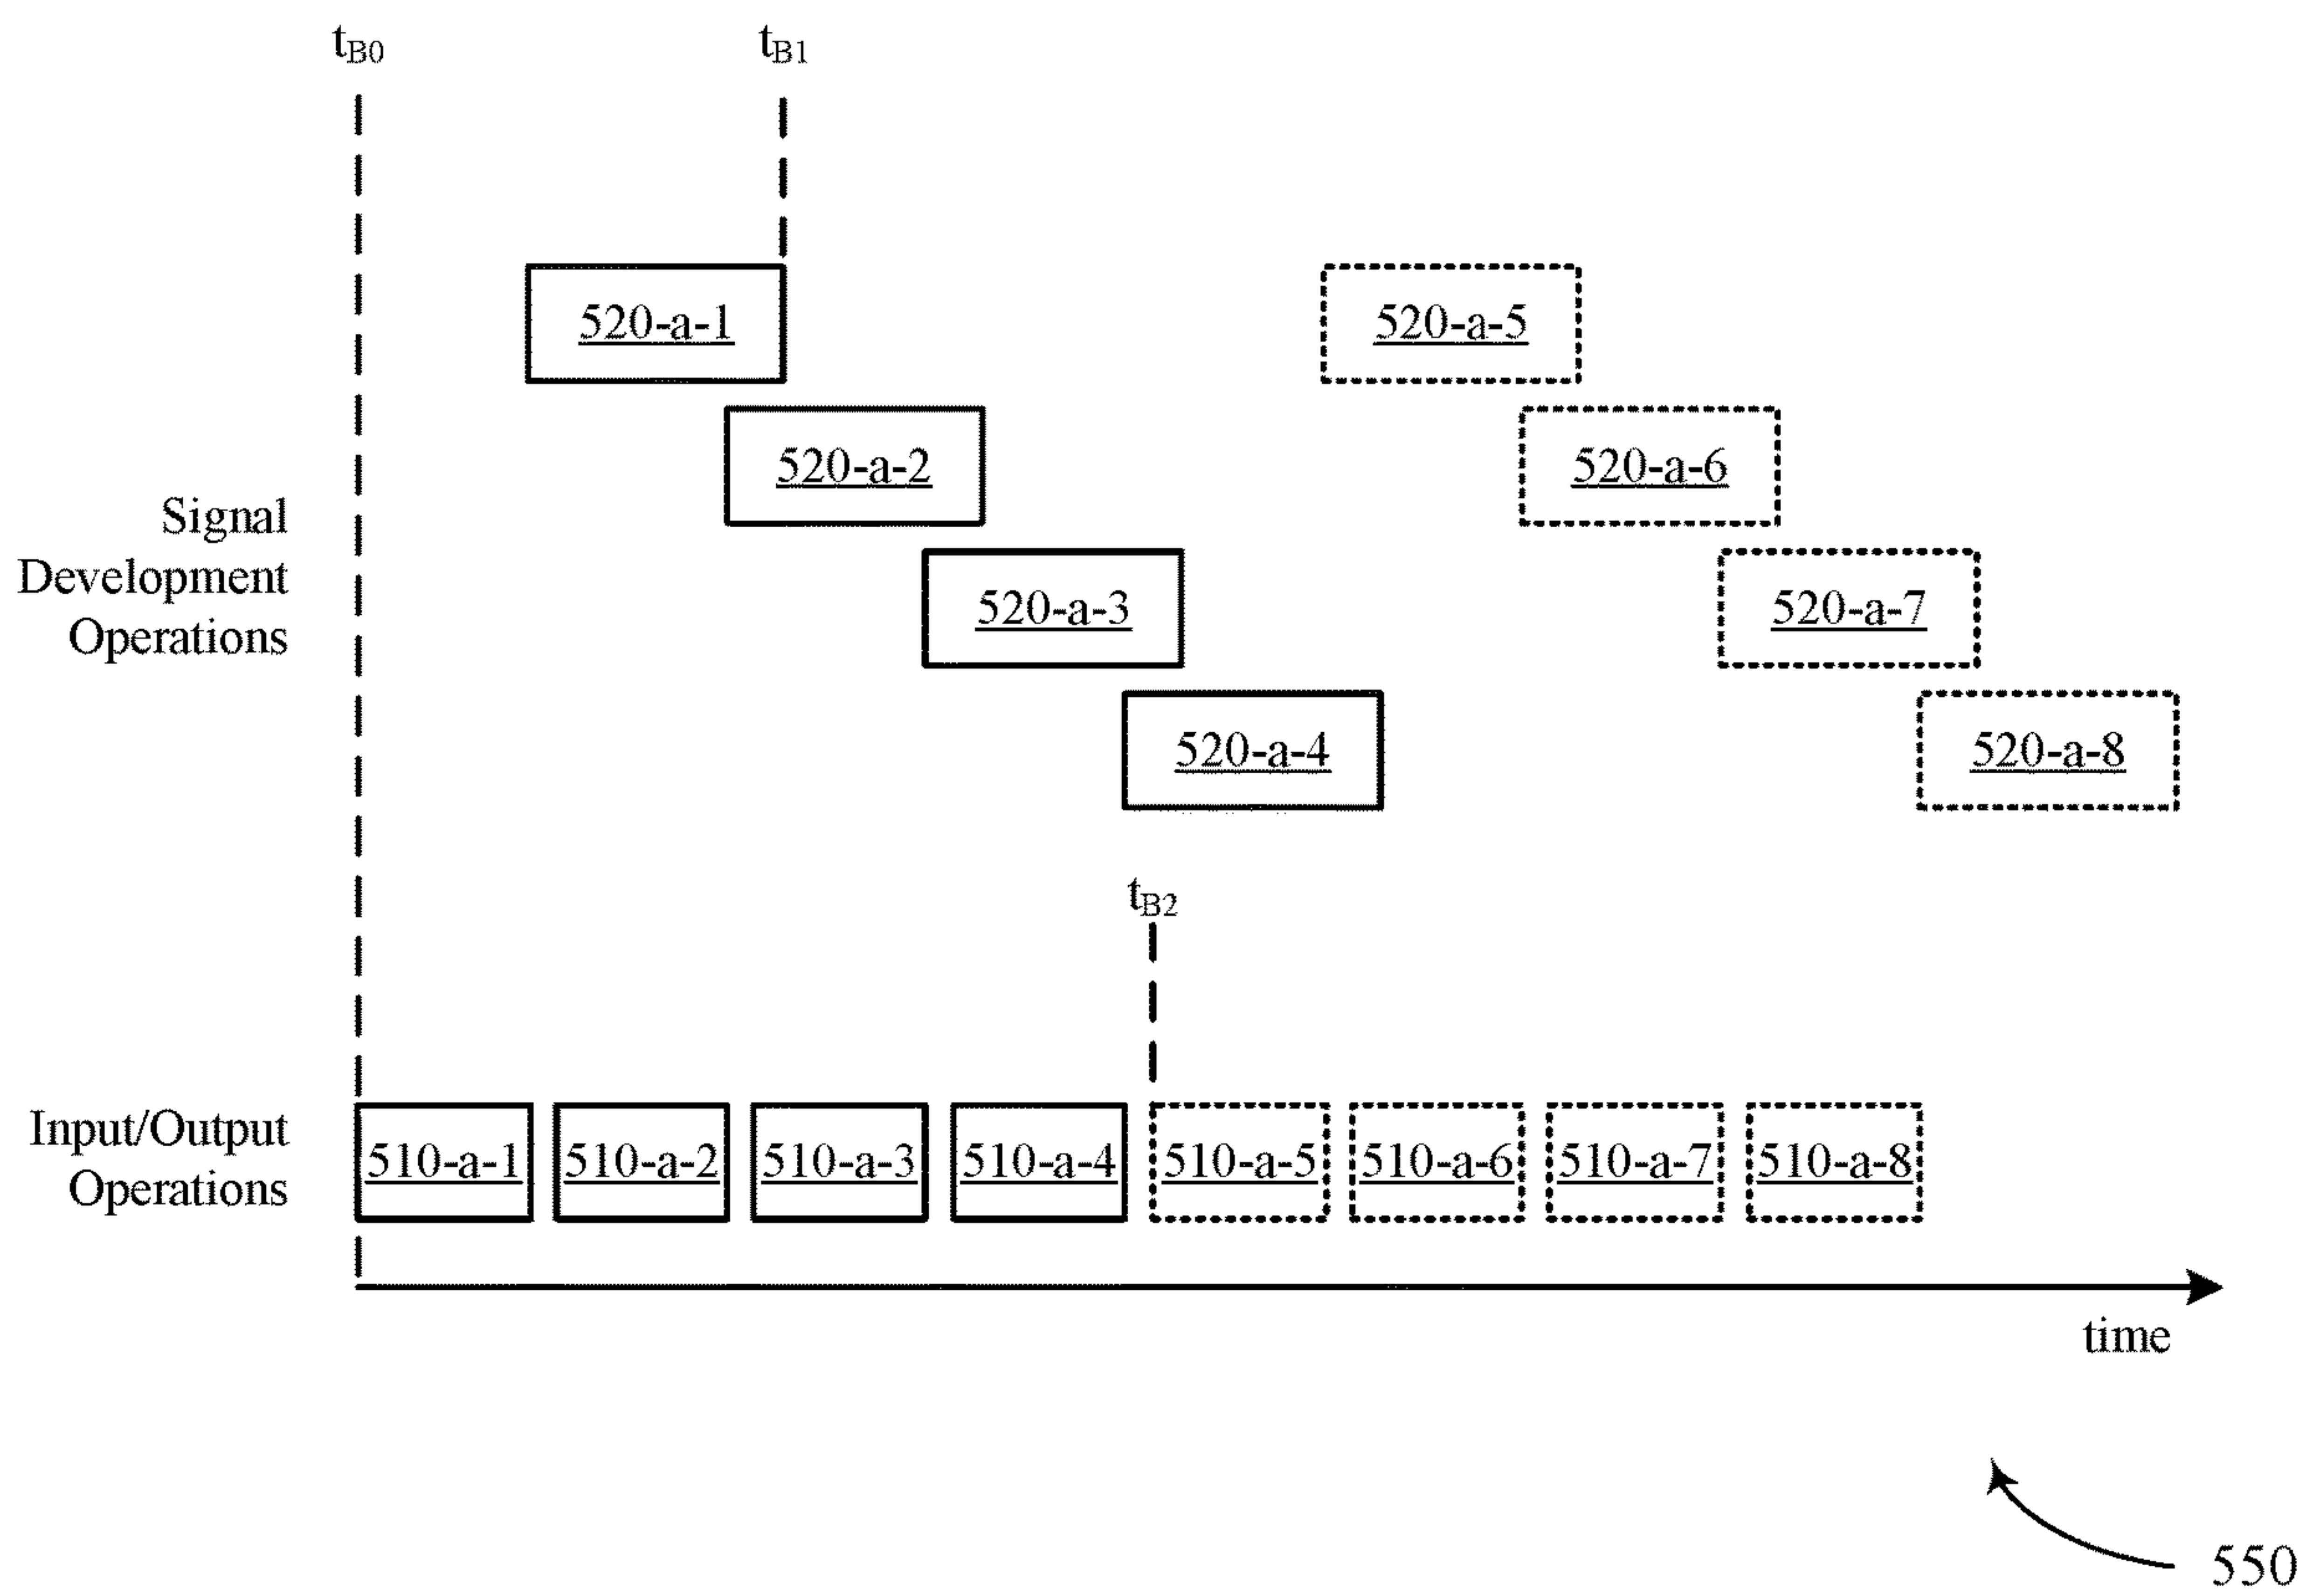 tB0
tB1
520-a-1
520-a-5
520-a-2
520-a-6
Signal
Development
Operations
520-a-3
520-a-7
520-a-4
520-a-8
tB2
Input/Output
Operations
510-a-1
510-a-2
510-a-3
510-a-4
510-a-5
510-a-6
510-a-7
510-a-8
time
550